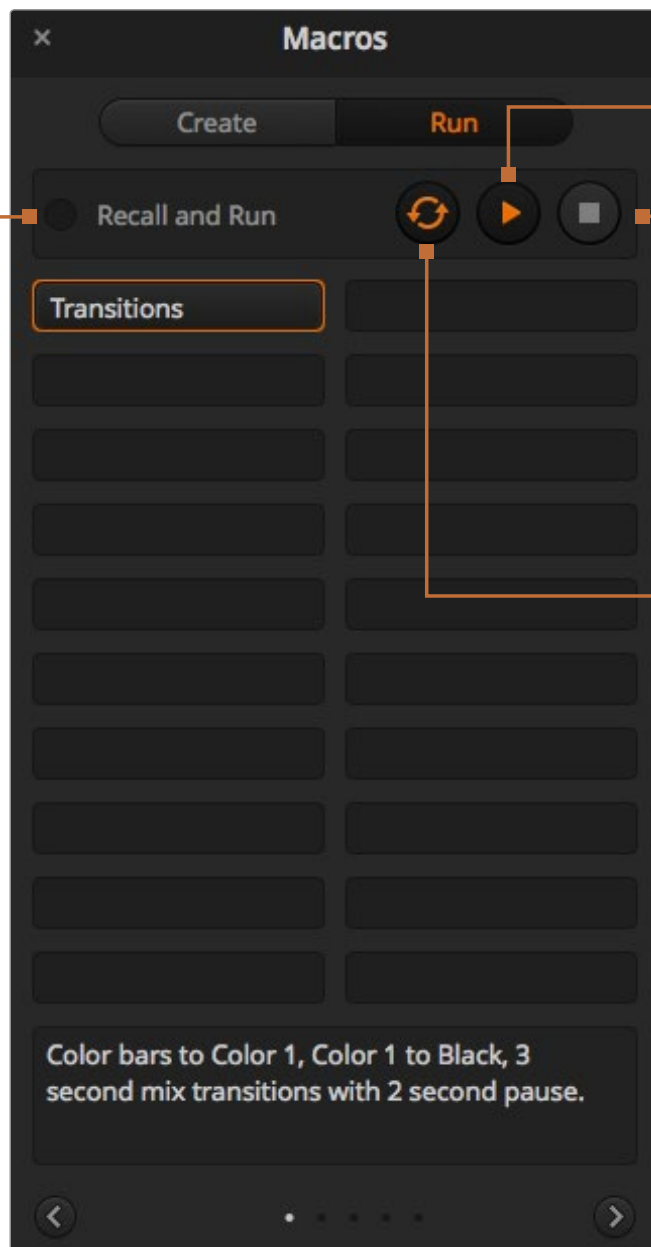 Macros
Create Run
Recall and Run
Transitions
Color bars to Color 1, Color 1 to Black, 3
second mix transitions with 2 second pause.